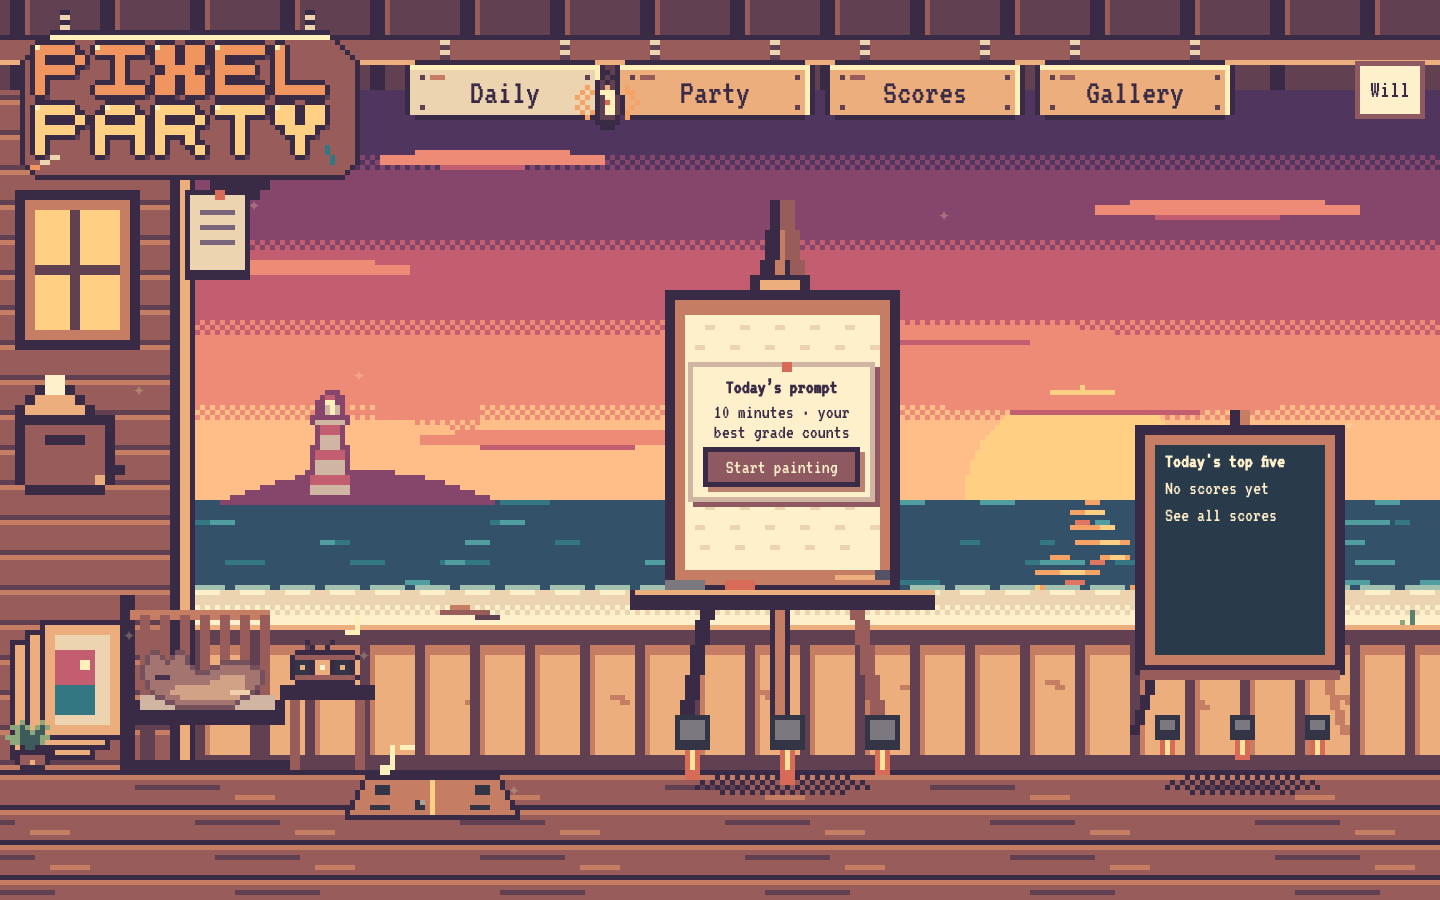 PIXEL
PARTY
Daily
Party
Scores
Gallery
Will
Today's prompt
10 minutes · your
best grade counts
Start painting
Today's top five
No scores yet
See all scores